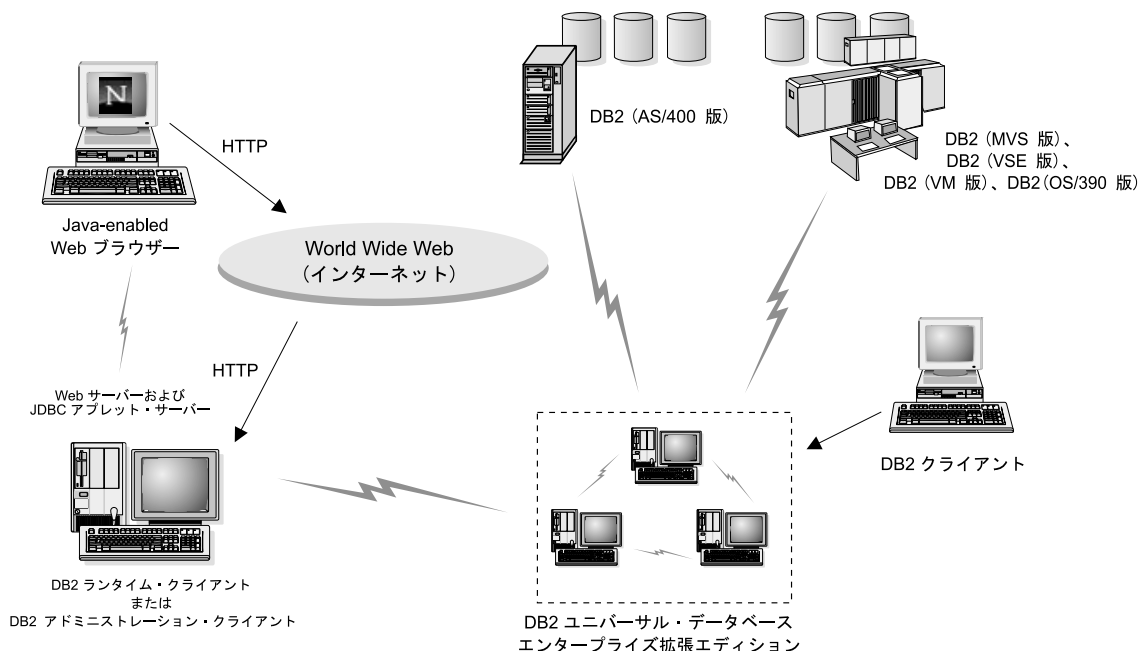 N
HTTP
DB2 (AS/400 版)
DB2 (MVS 版)、
DB2 (VSE 版)、
DB2 (VM 版)、DB2 (OS/390 版)
Java-enabled
Web ブラウザー
World Wide Web
(インターネット)
HTTP
Web サーバーおよび
JDBC アプレット・サーバー
DB2 クライアント
DB2 ランタイム・クライアント
または
DB2 アドミニストレーション・クライアント
DB2 ユニバーサル・データベース
エンタープライズ拡張エディション